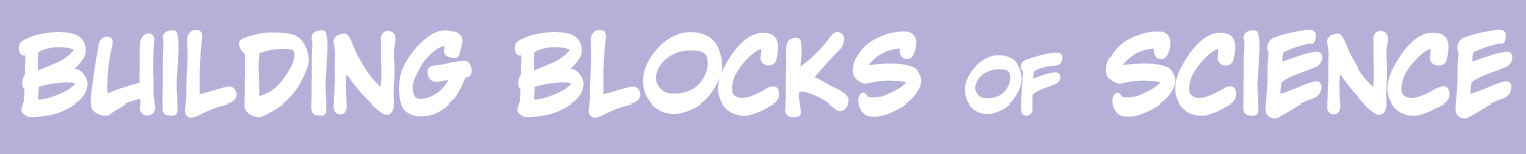 BUILDING BLOCKS OF SCIENCE